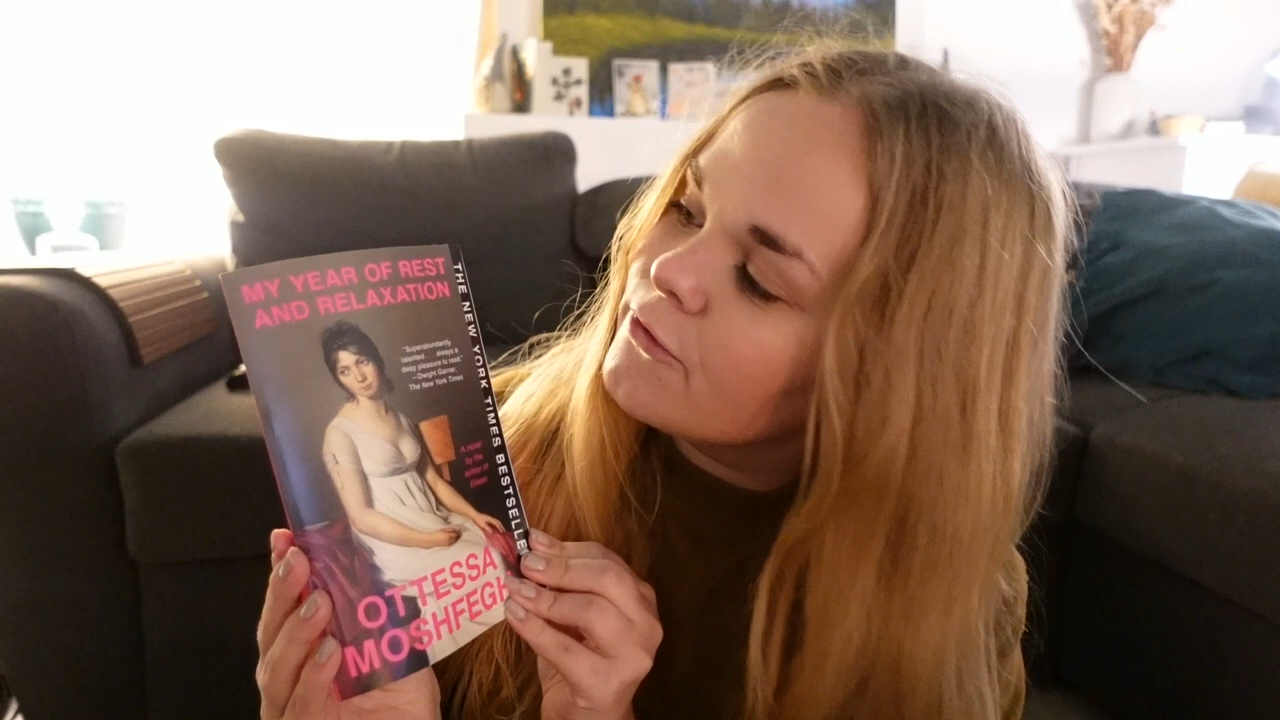 MY YEAR OF REST
AND RELAXATION
THE NEW YORK TIMES BESTSELLE
"Superabundantly
talented . . . always a
deep pleasure to read."
—Dwight Garner,
The New York Times
A novel
by the
author of
Eileen
OTTESSA
MOSHFEGH